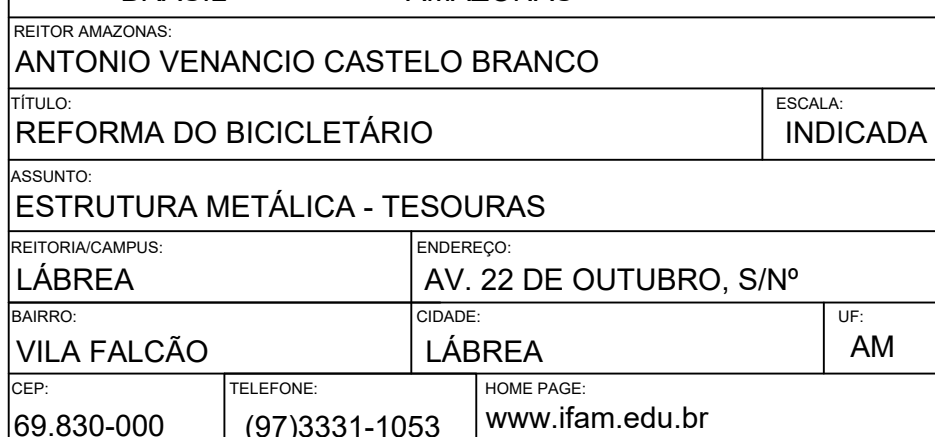 BRASIL AMAZONAS
REITOR AMAZONAS:
ANTONIO VENANCIO CASTELO BRANCO
TÍTULO: ESCALA:
REFORMA DO BICICLETÁRIO INDICADA
ASSUNTO:
ESTRUTURA METÁLICA - TESOURAS
REITORIA/CAMPUS: ENDEREÇO:
LÁBREA AV. 22 DE OUTUBRO, S/Nº
BAIRRO: CIDADE: UF:
VILA FALCÃO LÁBREA AM
CEP: TELEFONE: HOME PAGE:
69.830-000 (97)3331-1053 www.ifam.edu.br